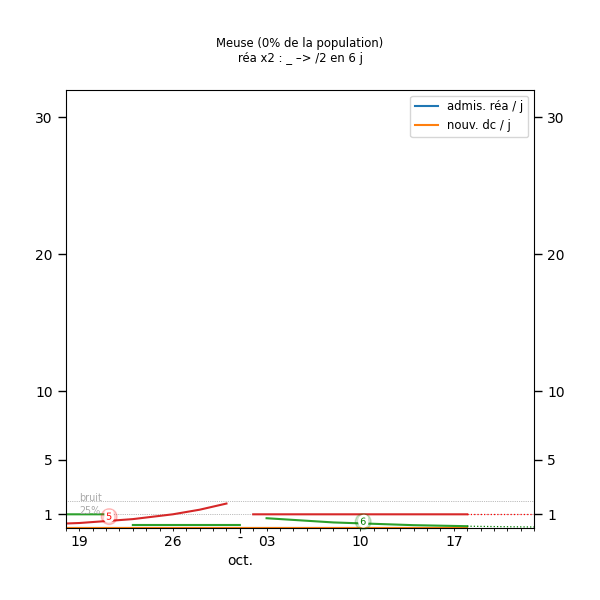 Meuse (0% de la population)
réa x2 : _ –> /2 en 6 j
admis. réa / j
nouv. dc / j
30 30
20 20
10 10
5 5
bruit
25%
5 6
1 1
19 26 - 03 10 17
oct.